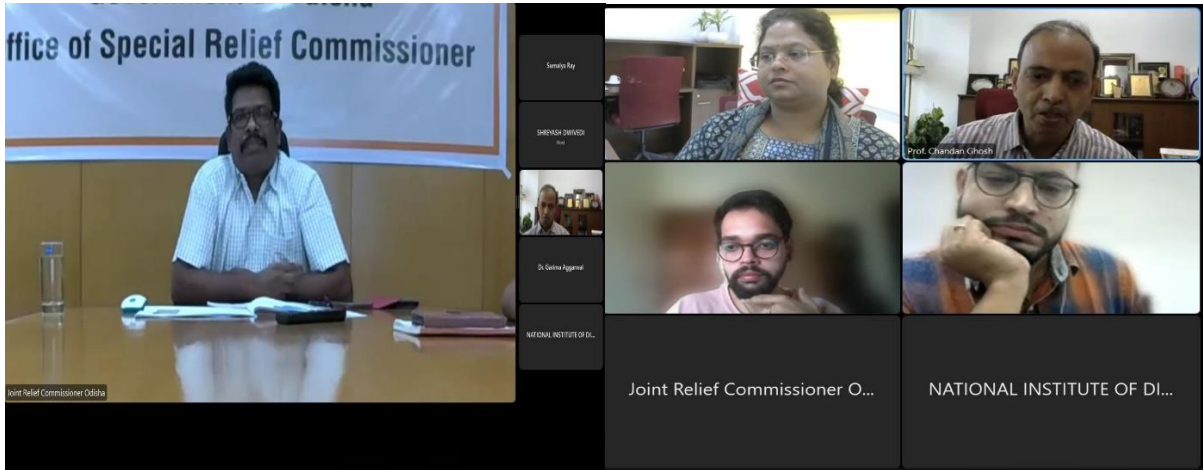 ffice of Special Relief Commissioner
Joint Relief Commissioner Odisha
Sumalya Ray
SHREYASH DWIVEDI
Dr. Garima Aggarwal
NATIONAL INSTITUTE OF DI...
Prof. Chandan Ghosh
Joint Relief Commissioner O...
NATIONAL INSTITUTE OF DI...